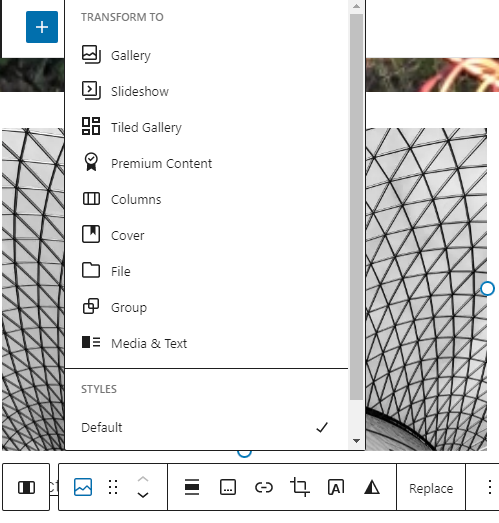 TRANSFORM TO
Gallery
Slideshow
Tiled Gallery
Premium Content
Columns
Cover
File
Group
Media & Text
STYLES
Default
A
Replace